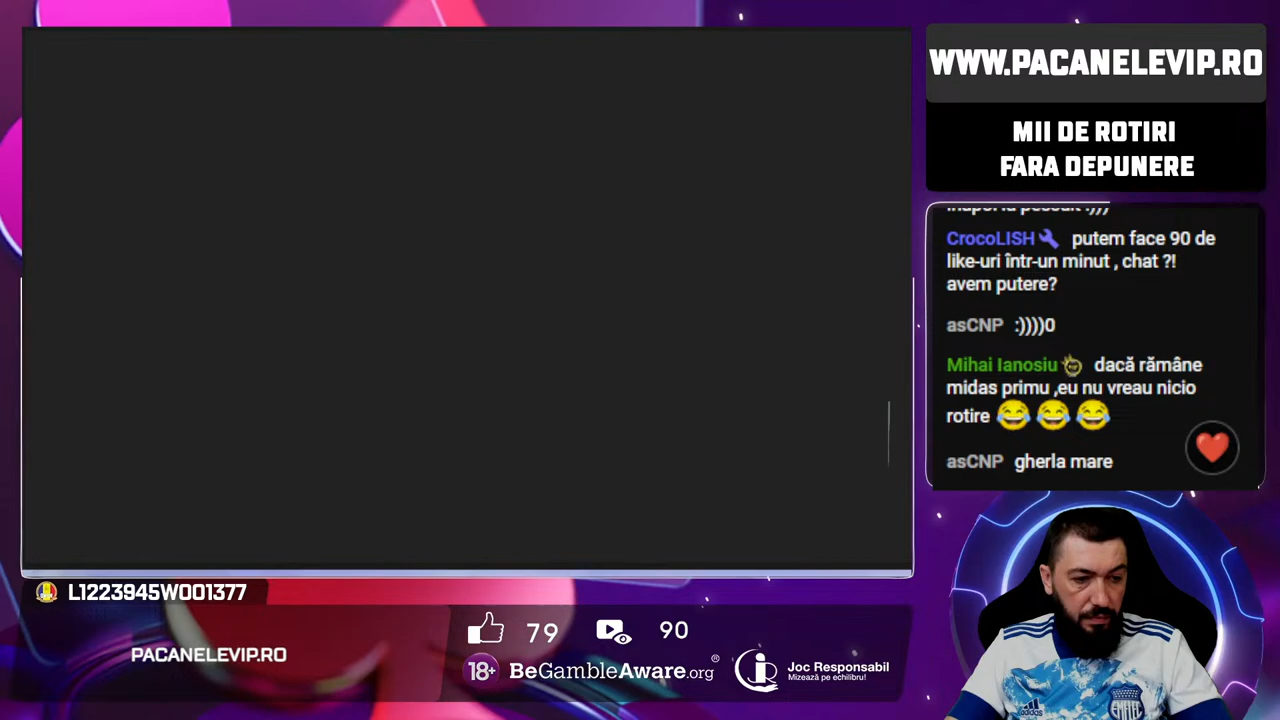 WWW.PACANELEVIP.RO
MII DE ROTIRI
FARA DEPUNERE
CrocoLISH putem face 90 de
like-uri într-un minut , chat ?!
avem putere?
asCNP :))))0
Mihai Ianosiu dacă rămâne
midas primu ,eu nu vreau nicio
rotire 😂 😂 😂
asCNP gherla mare
L1223945W001377
PACANELEVIP.RO
79
90
18+ BeGambleAware.org®
Joc Responsabil
Mizează pe echilibru!
EMELEC
adidas